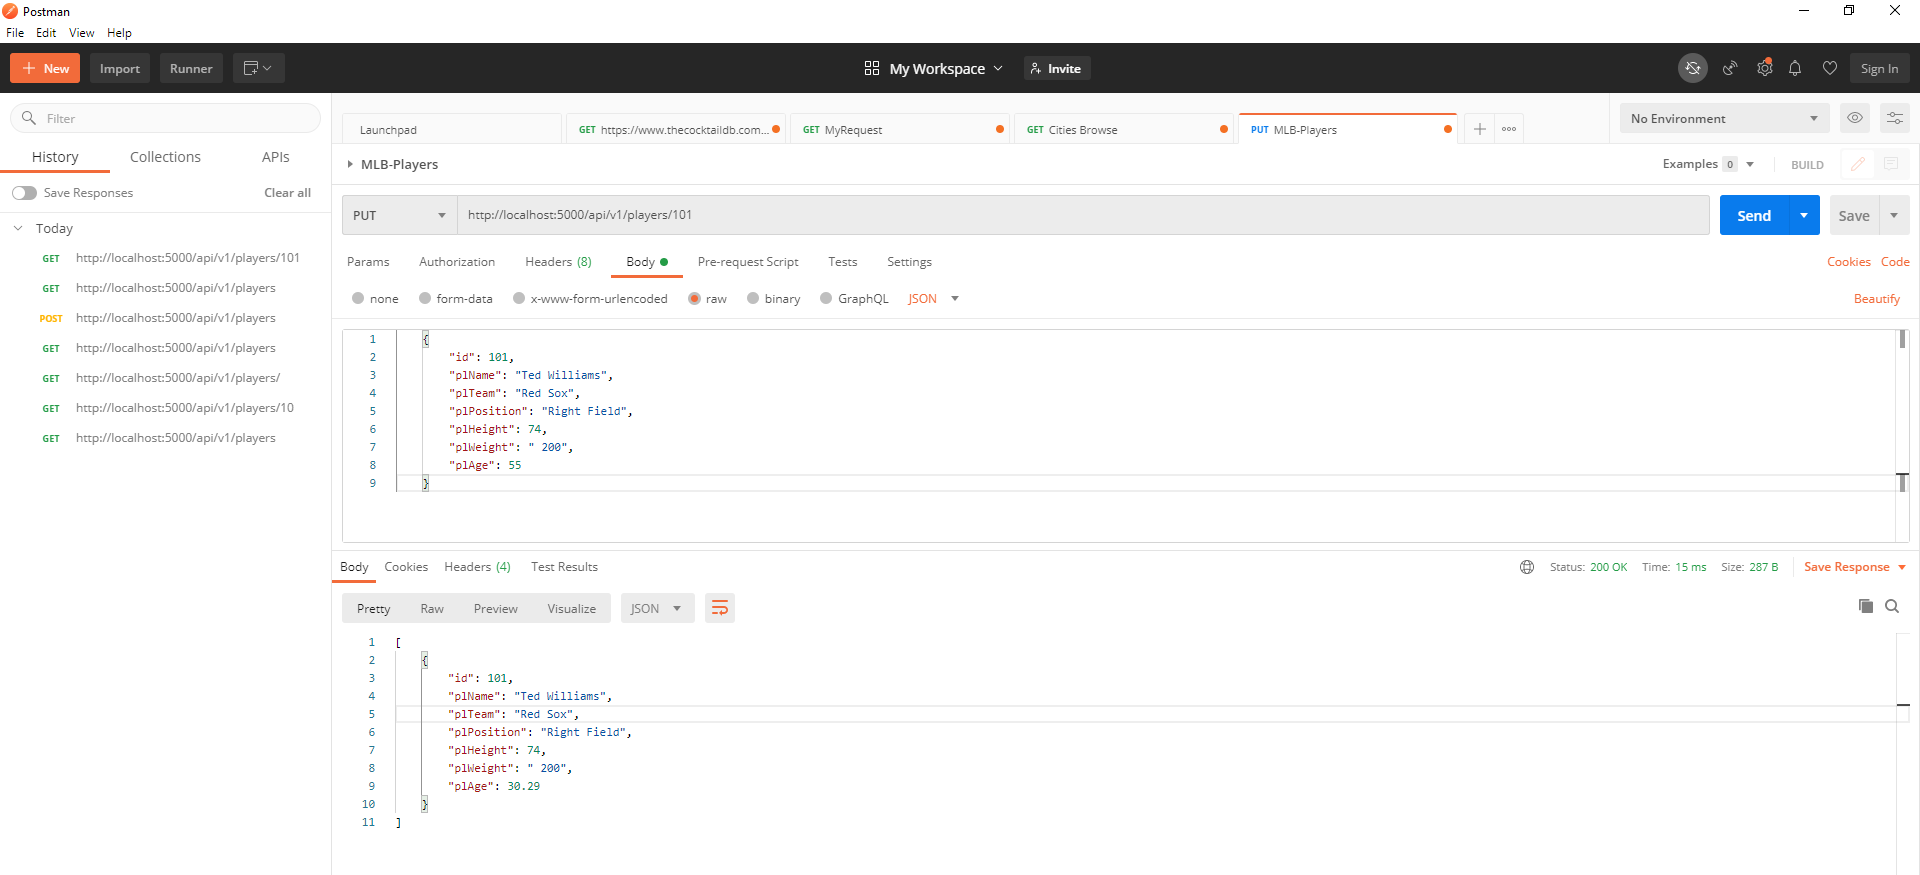 Postman
File Edit View Help
New Import Runner My Workspace Invite Sign In
Filter
History Collections APIs
Save Responses Clear all
Today
GET http://localhost:5000/api/v1/players/101
GET http://localhost:5000/api/v1/players
POST http://localhost:5000/api/v1/players
GET http://localhost:5000/api/v1/players
GET http://localhost:5000/api/v1/players/
GET http://localhost:5000/api/v1/players/10
GET http://localhost:5000/api/v1/players
Launchpad GET https://www.thecocktaildb.com... GET MyRequest GET Cities Browse PUT MLB-Players No Environment
MLB-Players Examples 0 BUILD
PUT http://localhost:5000/api/v1/players/101 Send Save
Params Authorization Headers (8) Body Pre-request Script Tests Settings Cookies Code
none form-data x-www-form-urlencoded raw binary GraphQL JSON Beautify
1 {
2 "id": 101,
3 "plName": "Ted Williams",
4 "plTeam": "Red Sox",
5 "plPosition": "Right Field",
6 "plHeight": 74,
7 "plWeight": " 200",
8 "plAge": 55
9 }
Body Cookies Headers (4) Test Results Status: 200 OK Time: 15 ms Size: 287 B Save Response
Pretty Raw Preview Visualize JSON
1 [
2 {
3 "id": 101,
4 "plName": "Ted Williams",
5 "plTeam": "Red Sox",
6 "plPosition": "Right Field",
7 "plHeight": 74,
8 "plWeight": " 200",
9 "plAge": 30.29
10 }
11 ]